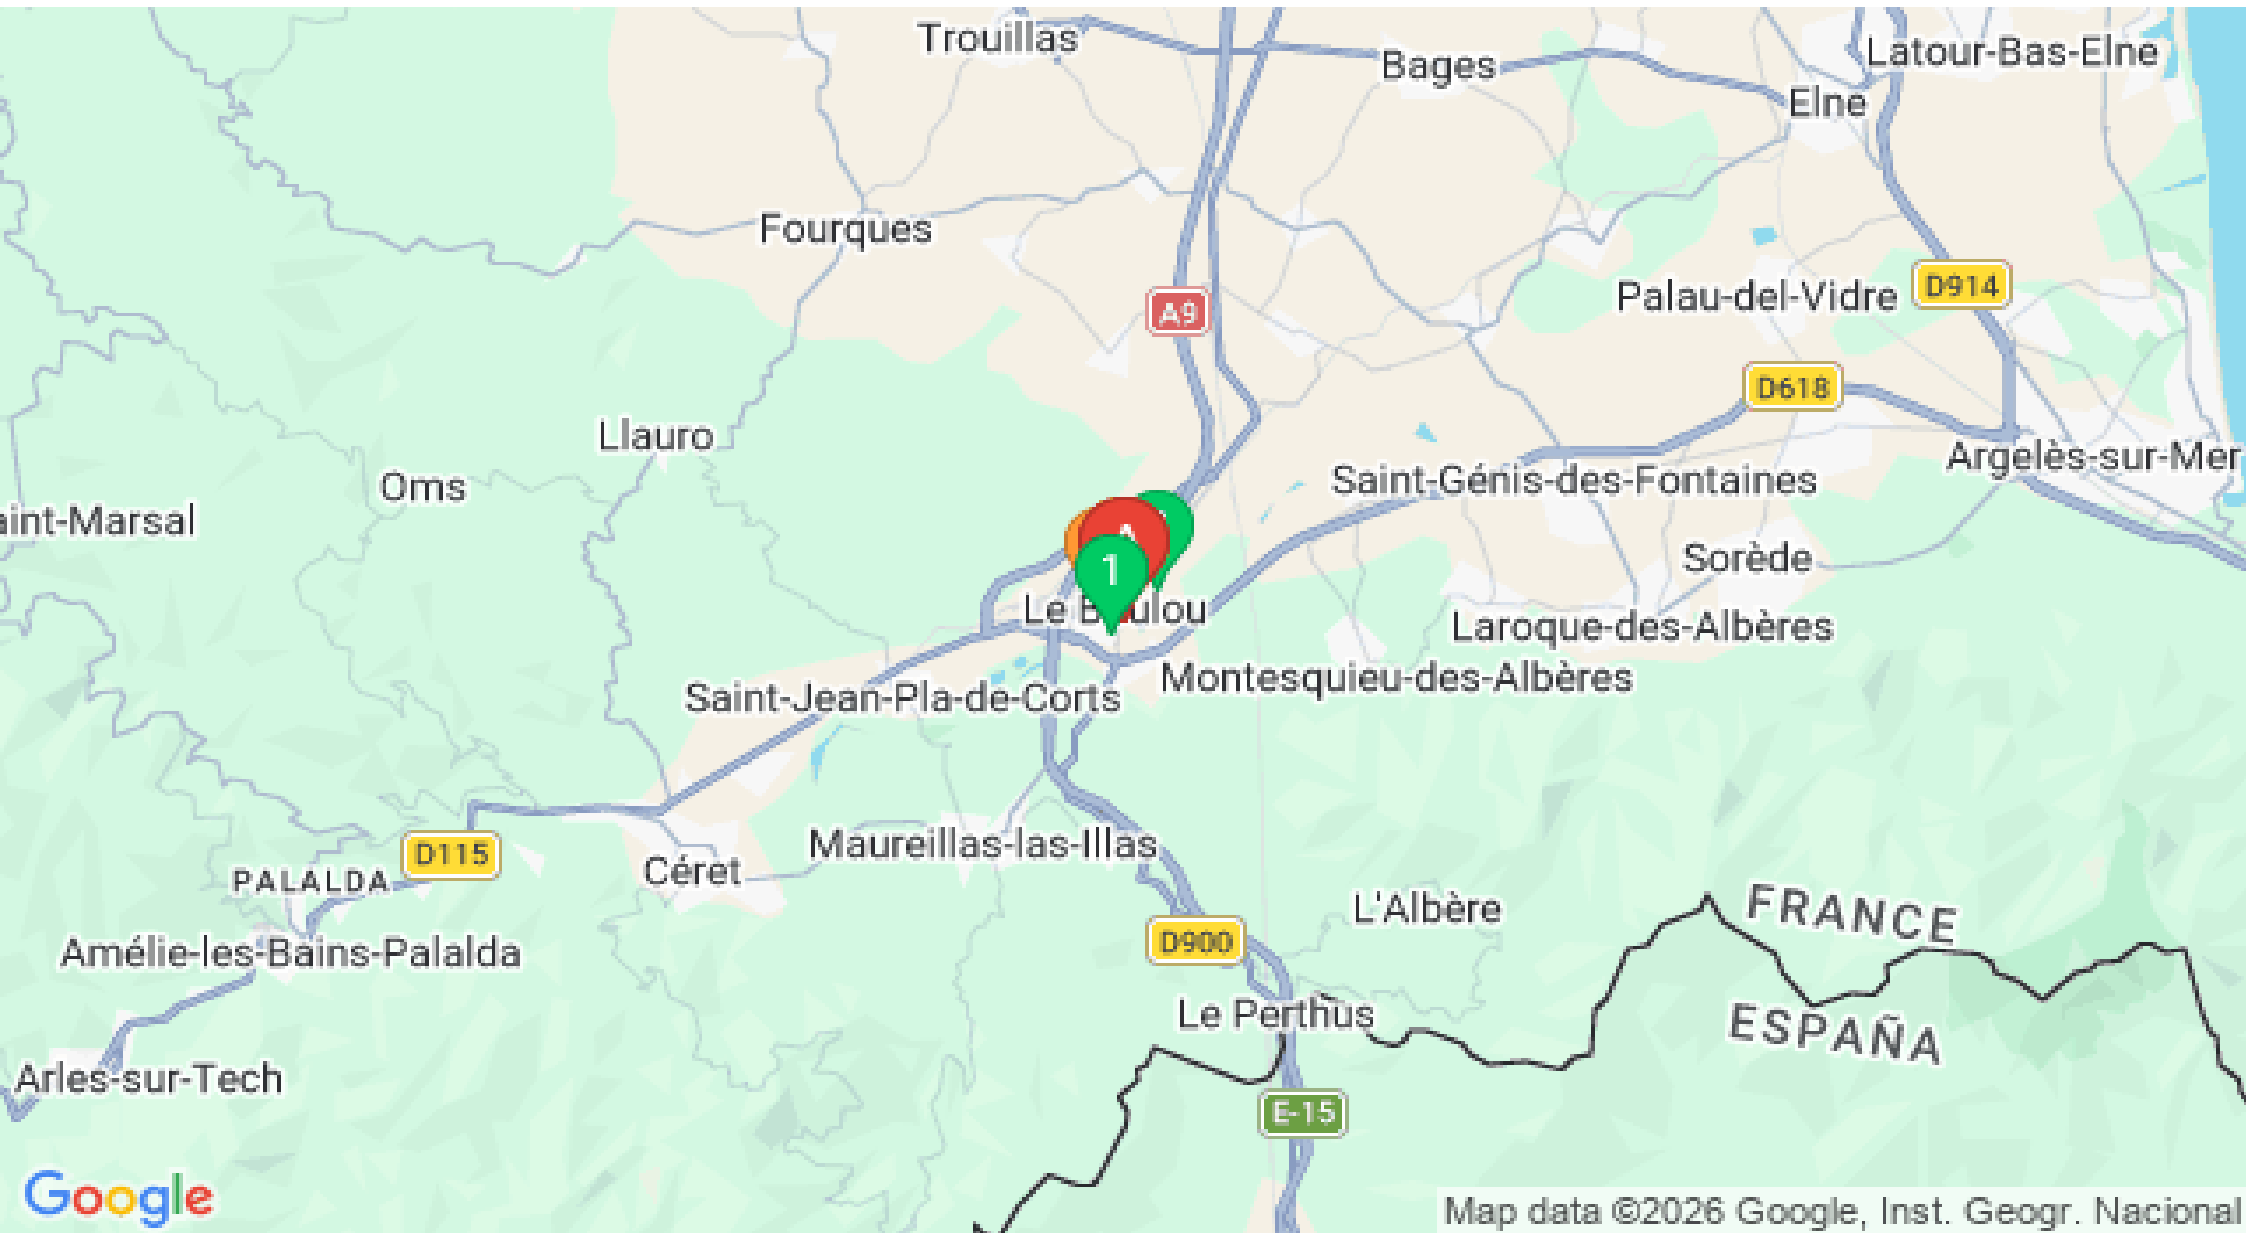 Trouillas
Bages
Latour-Bas-Elne
Elne
Fourques
A9
Palau-del-Vidre
D914
D618
Llauro
Argelès-sur-Mer
Oms
Saint-Génis-des-Fontaines
aint-Marsal
A
Sorède
1
Le Boulou
Laroque-des-Albères
Montesquieu-des-Albères
Saint-Jean-Pla-de-Corts
Maureillas-las-Illas
D115
Céret
PALALDA
L'Albère
FRANCE
D900
Amélie-les-Bains-Palalda
Le Perthus
ESPAÑA
Arles-sur-Tech
E-15
Google
Map data ©2026 Google, Inst. Geogr. Nacional